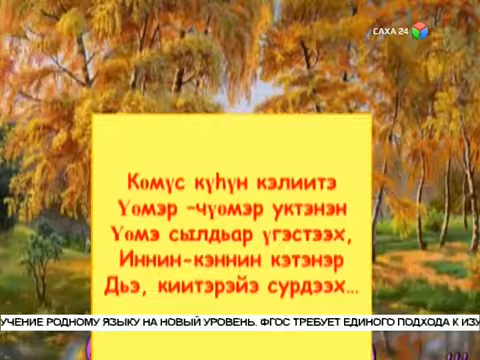 САХА 24
Көмүс күһүн кэлиитэ
Үөмэр –чүөмэр уктэнэн
Үөмэ сылдьар үгэстээх,
Иннин-кэннин кэтэнэр
Дьэ, киитэрэйэ сурдээх...
УЧЕНИЕ РОДНОМУ ЯЗЫКУ НА НОВЫЙ УРОВЕНЬ. ФГОС ТРЕБУЕТ ЕДИНОГО ПОДХОДА К ИЗУ